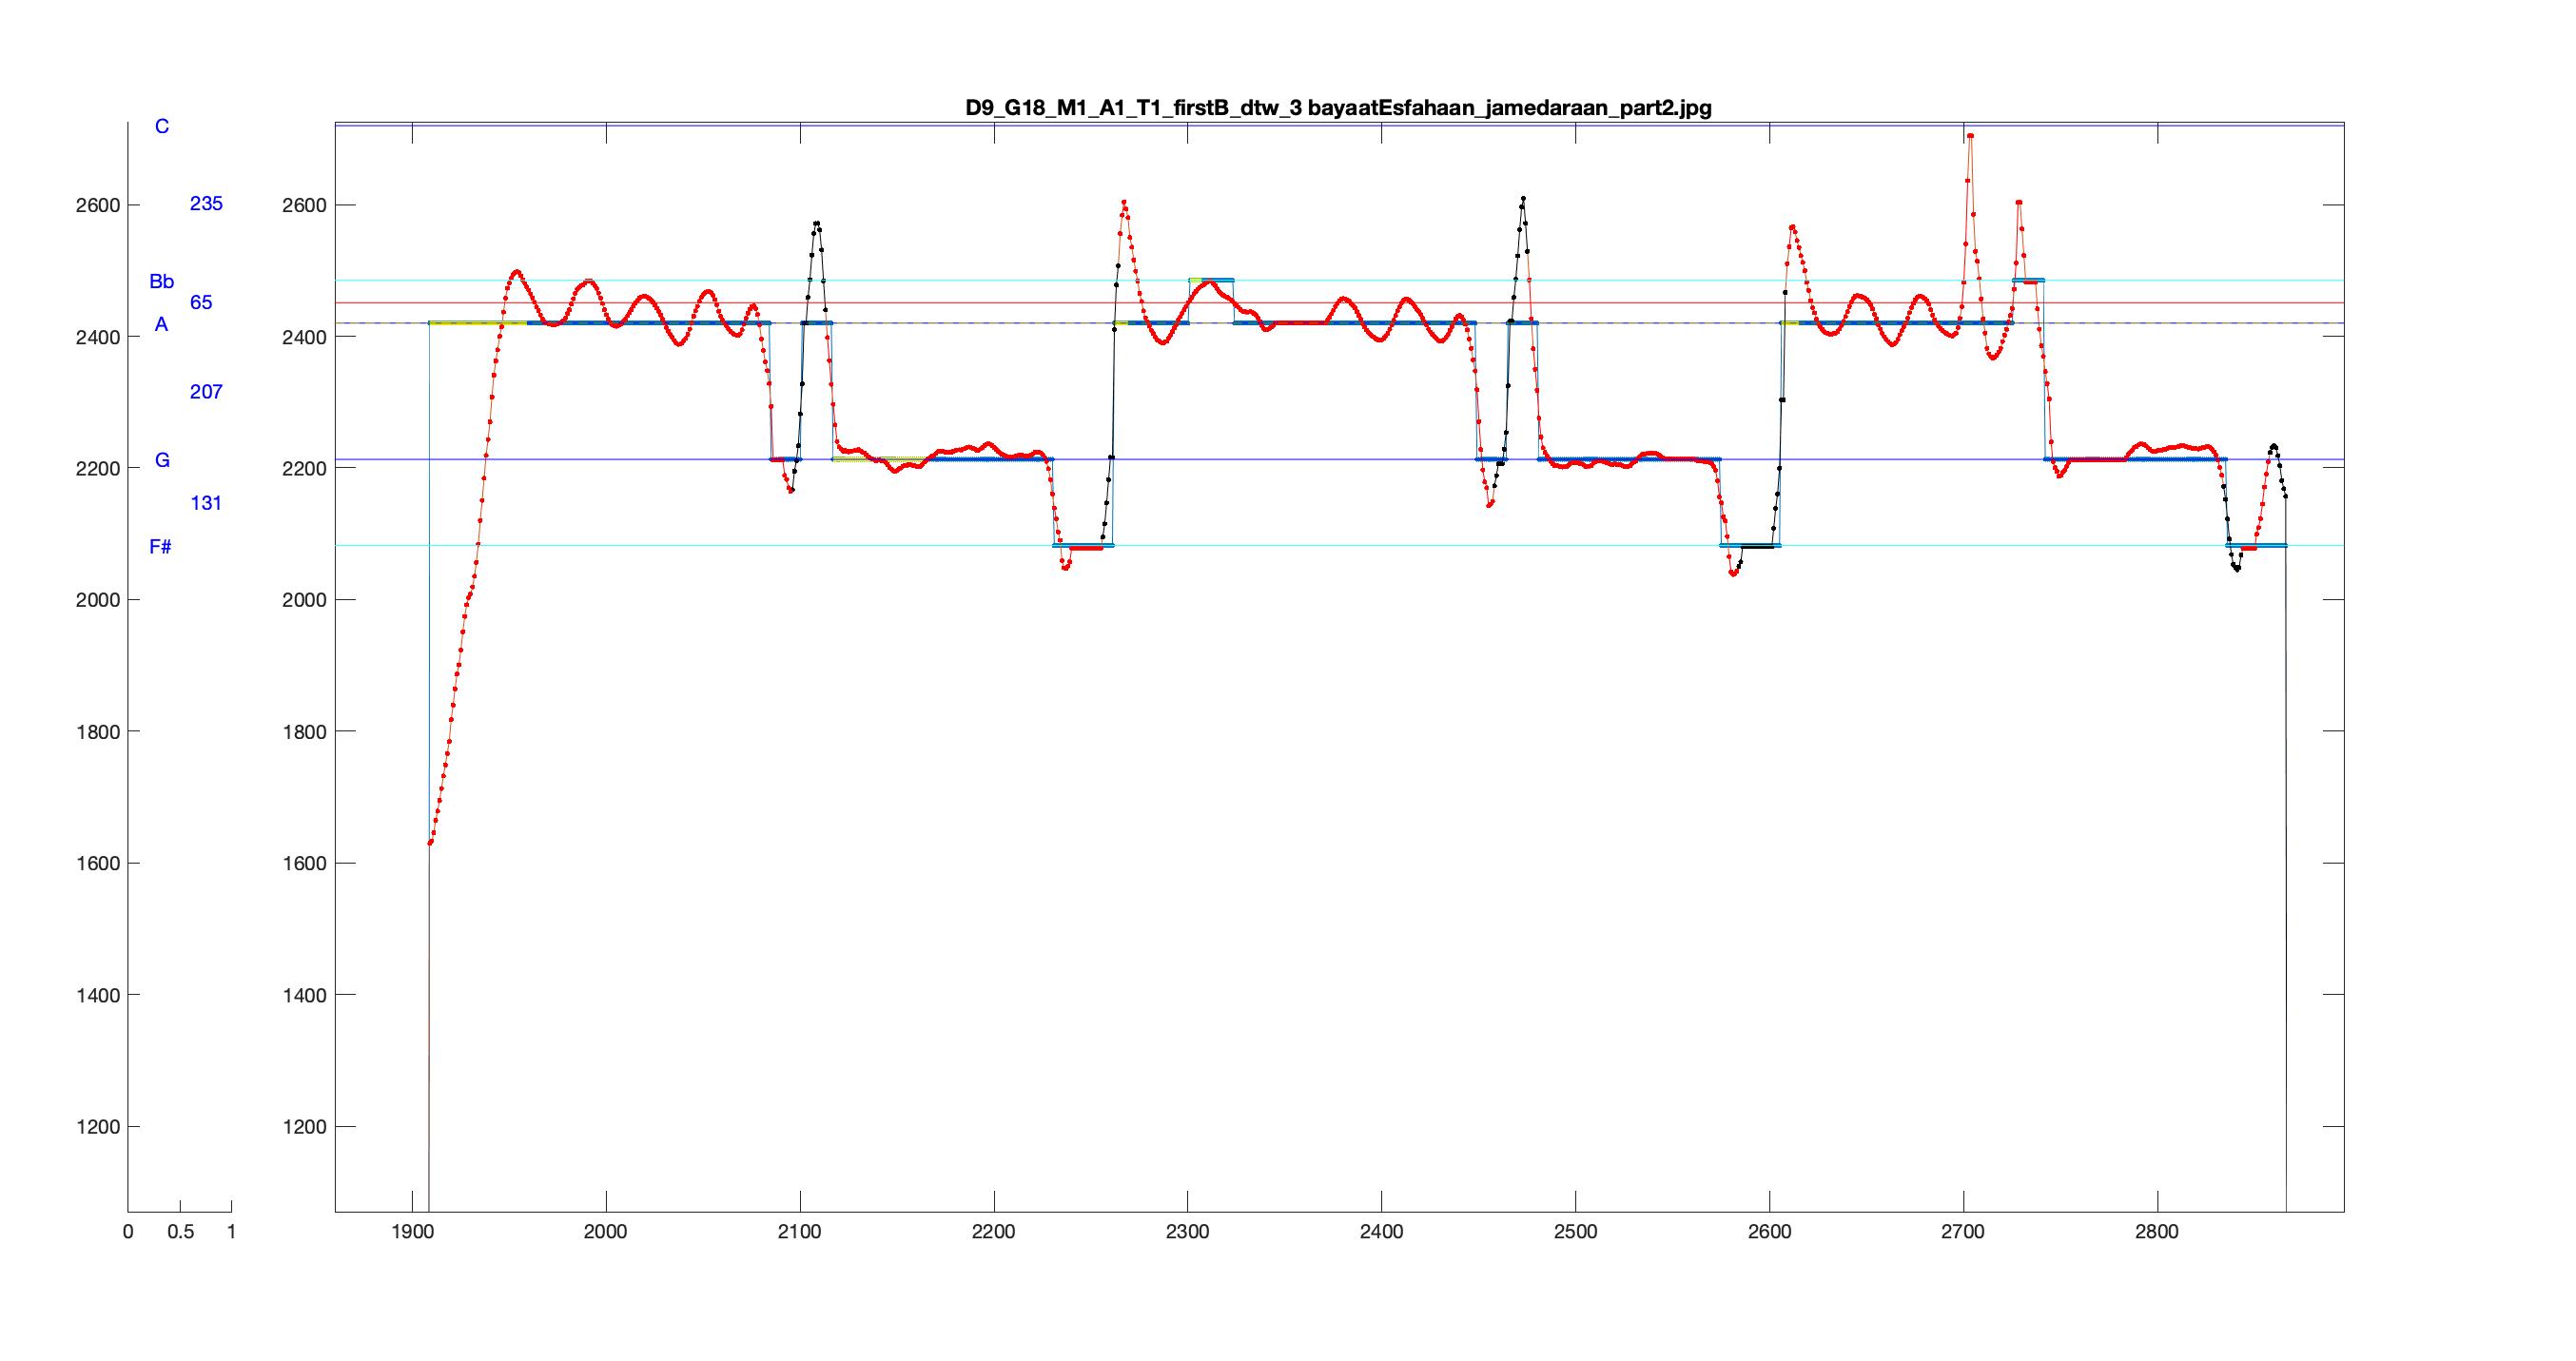 D9_G18_M1_A1_T1_firstB_dtw_3 bayaatEsfahaan_jamedaraan_part2.jpg
C
2600 235 2600
Bb
65
A
2400 2400
207
G
2200 2200
131
F#
2000 2000
1800 1800
1600 1600
1400 1400
1200 1200
0 0.5 1 1900 2000 2100 2200 2300 2400 2500 2600 2700 2800